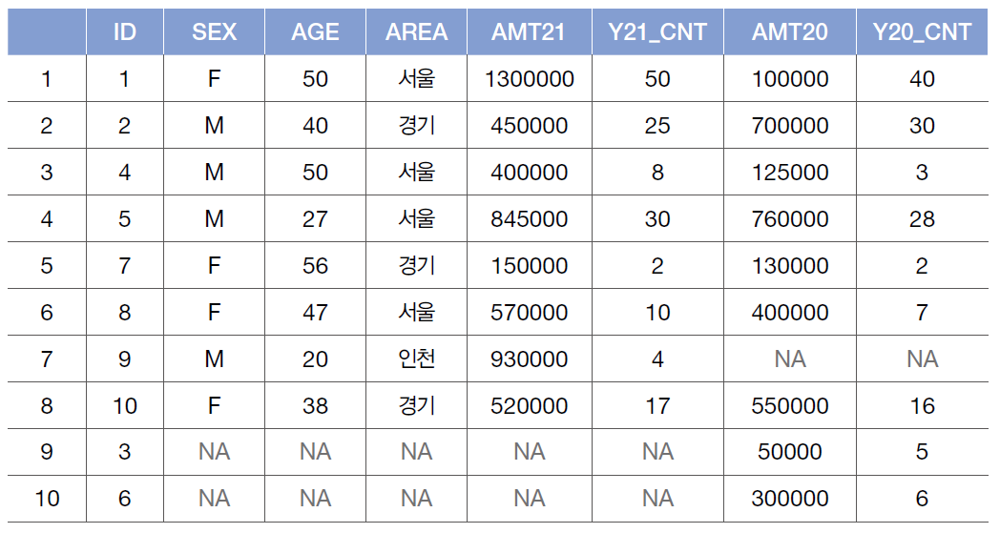 ID SEX AGE AREA AMT21 Y21_CNT AMT20 Y20_CNT
1 1 F 50 서울 1300000 50 100000 40
2 2 M 40 경기 450000 25 700000 30
3 4 M 50 서울 400000 8 125000 3
4 5 M 27 서울 845000 30 760000 28
5 7 F 56 경기 150000 2 130000 2
6 8 F 47 서울 570000 10 400000 7
7 9 M 20 인천 930000 4 NA NA
8 10 F 38 경기 520000 17 550000 16
9 3 NA NA NA NA NA 50000 5
10 6 NA NA NA NA NA 300000 6